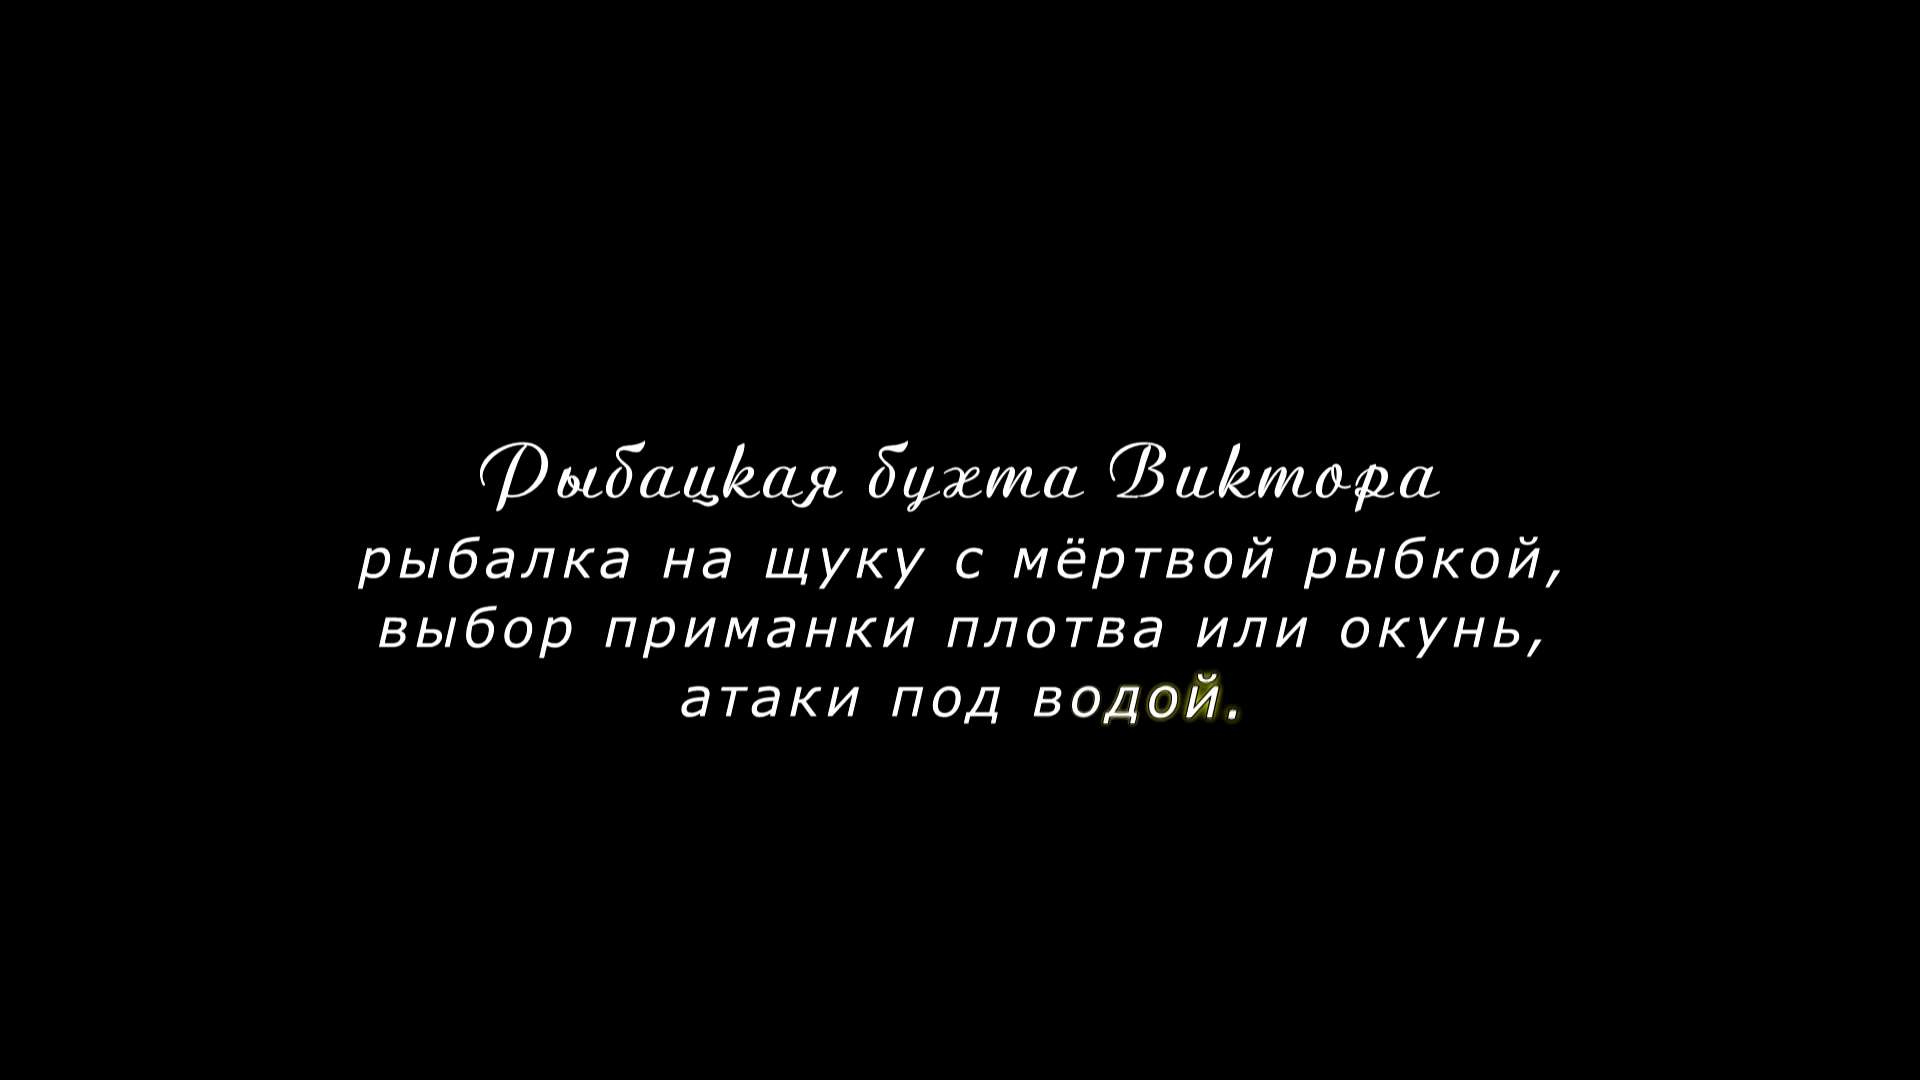 Рыбацкая бухта Виктора
рыбалка на щуку с мёртвой рыбкой,
выбор приманки плотва или окунь,
атаки под водой.